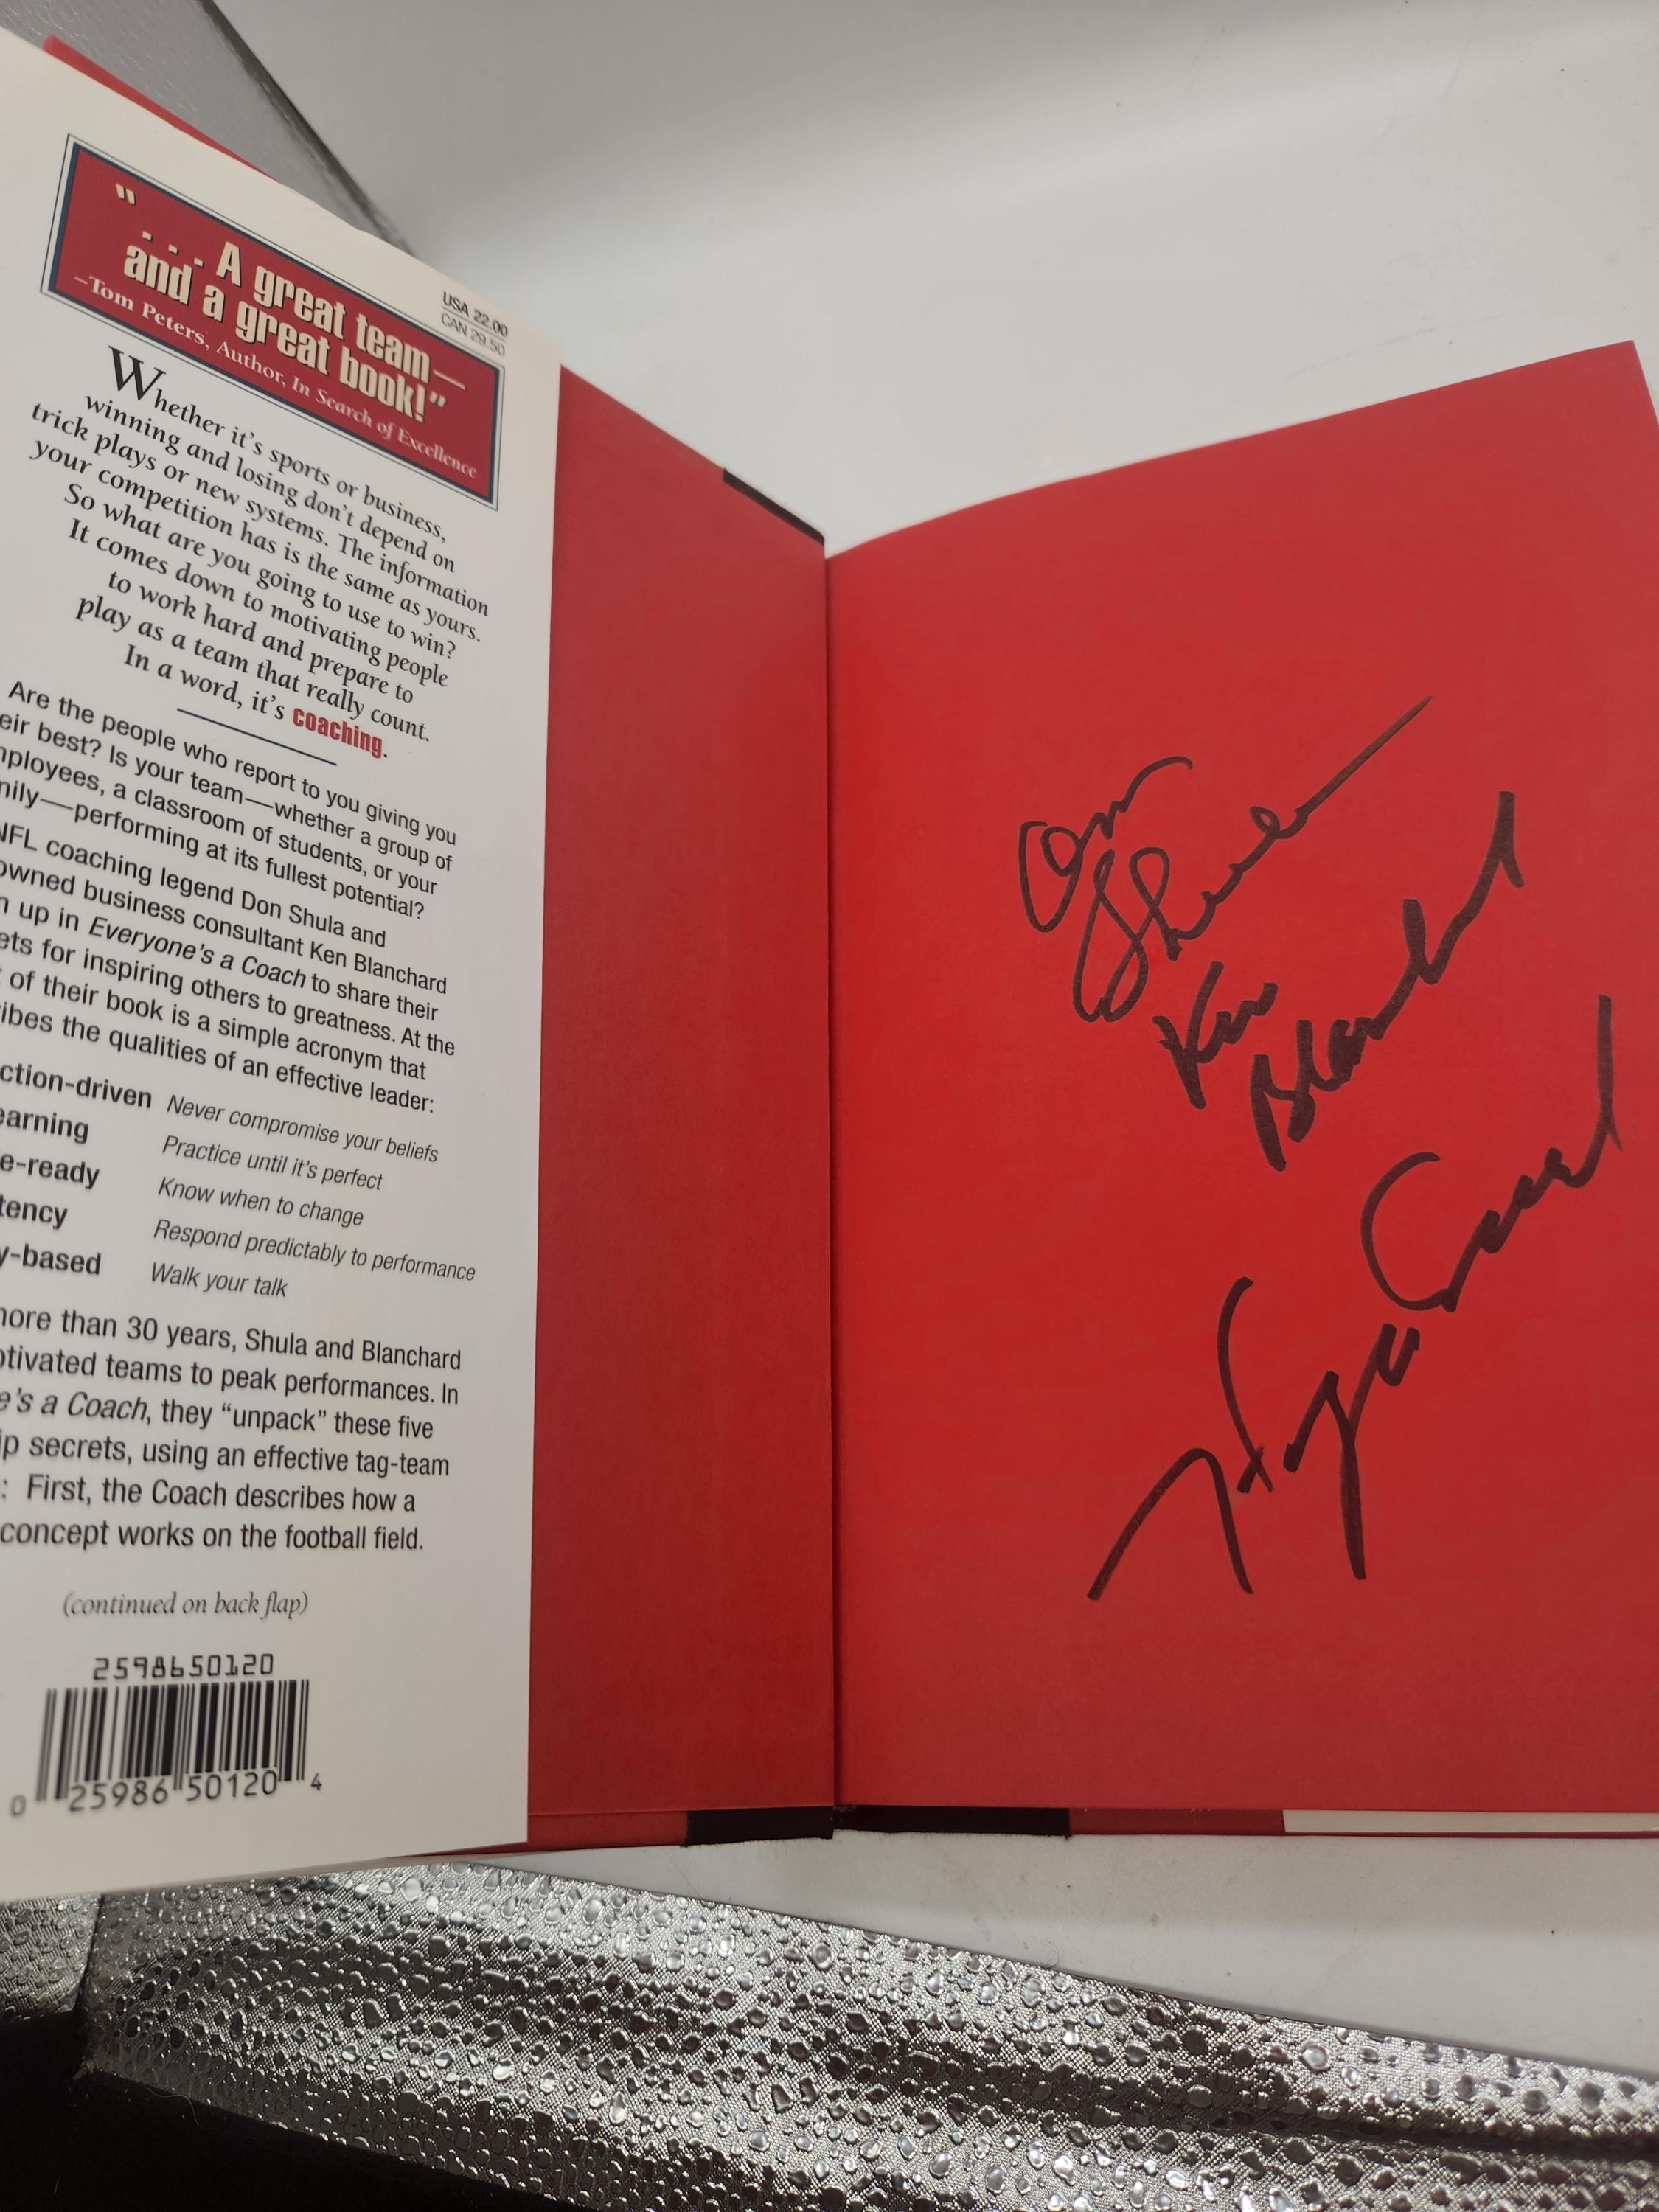 USA 22.00
CAN 29.50
". . . A great team—
and a great book!"
–Tom Peters, Author, In Search of Excellence
Whether it's sports or business,
winning and losing don't depend on
trick plays or new systems. The information
your competition has is the same as yours.
So what are you going to use to win?
It comes down to motivating people
to work hard and prepare to
play as a team that really count.
In a word, it's coaching.
Are the people who report to you giving you
eir best? Is your team—whether a group of
mployees, a classroom of students, or your
mily—performing at its fullest potential?
NFL coaching legend Don Shula and
owned business consultant Ken Blanchard
n up in Everyone's a Coach to share their
ets for inspiring others to greatness. At the
t of their book is a simple acronym that
ibes the qualities of an effective leader:
ction-driven Never compromise your beliefs
earning Practice until it's perfect
e-ready Know when to change
tency Respond predictably to performance
y-based Walk your talk
more than 30 years, Shula and Blanchard
otivated teams to peak performances. In
e's a Coach, they "unpack" these five
ip secrets, using an effective tag-team
: First, the Coach describes how a
concept works on the football field.
(continued on back flap)
2598650120
0 25986 50120 4
Don
Shula
Ken
Blanchard